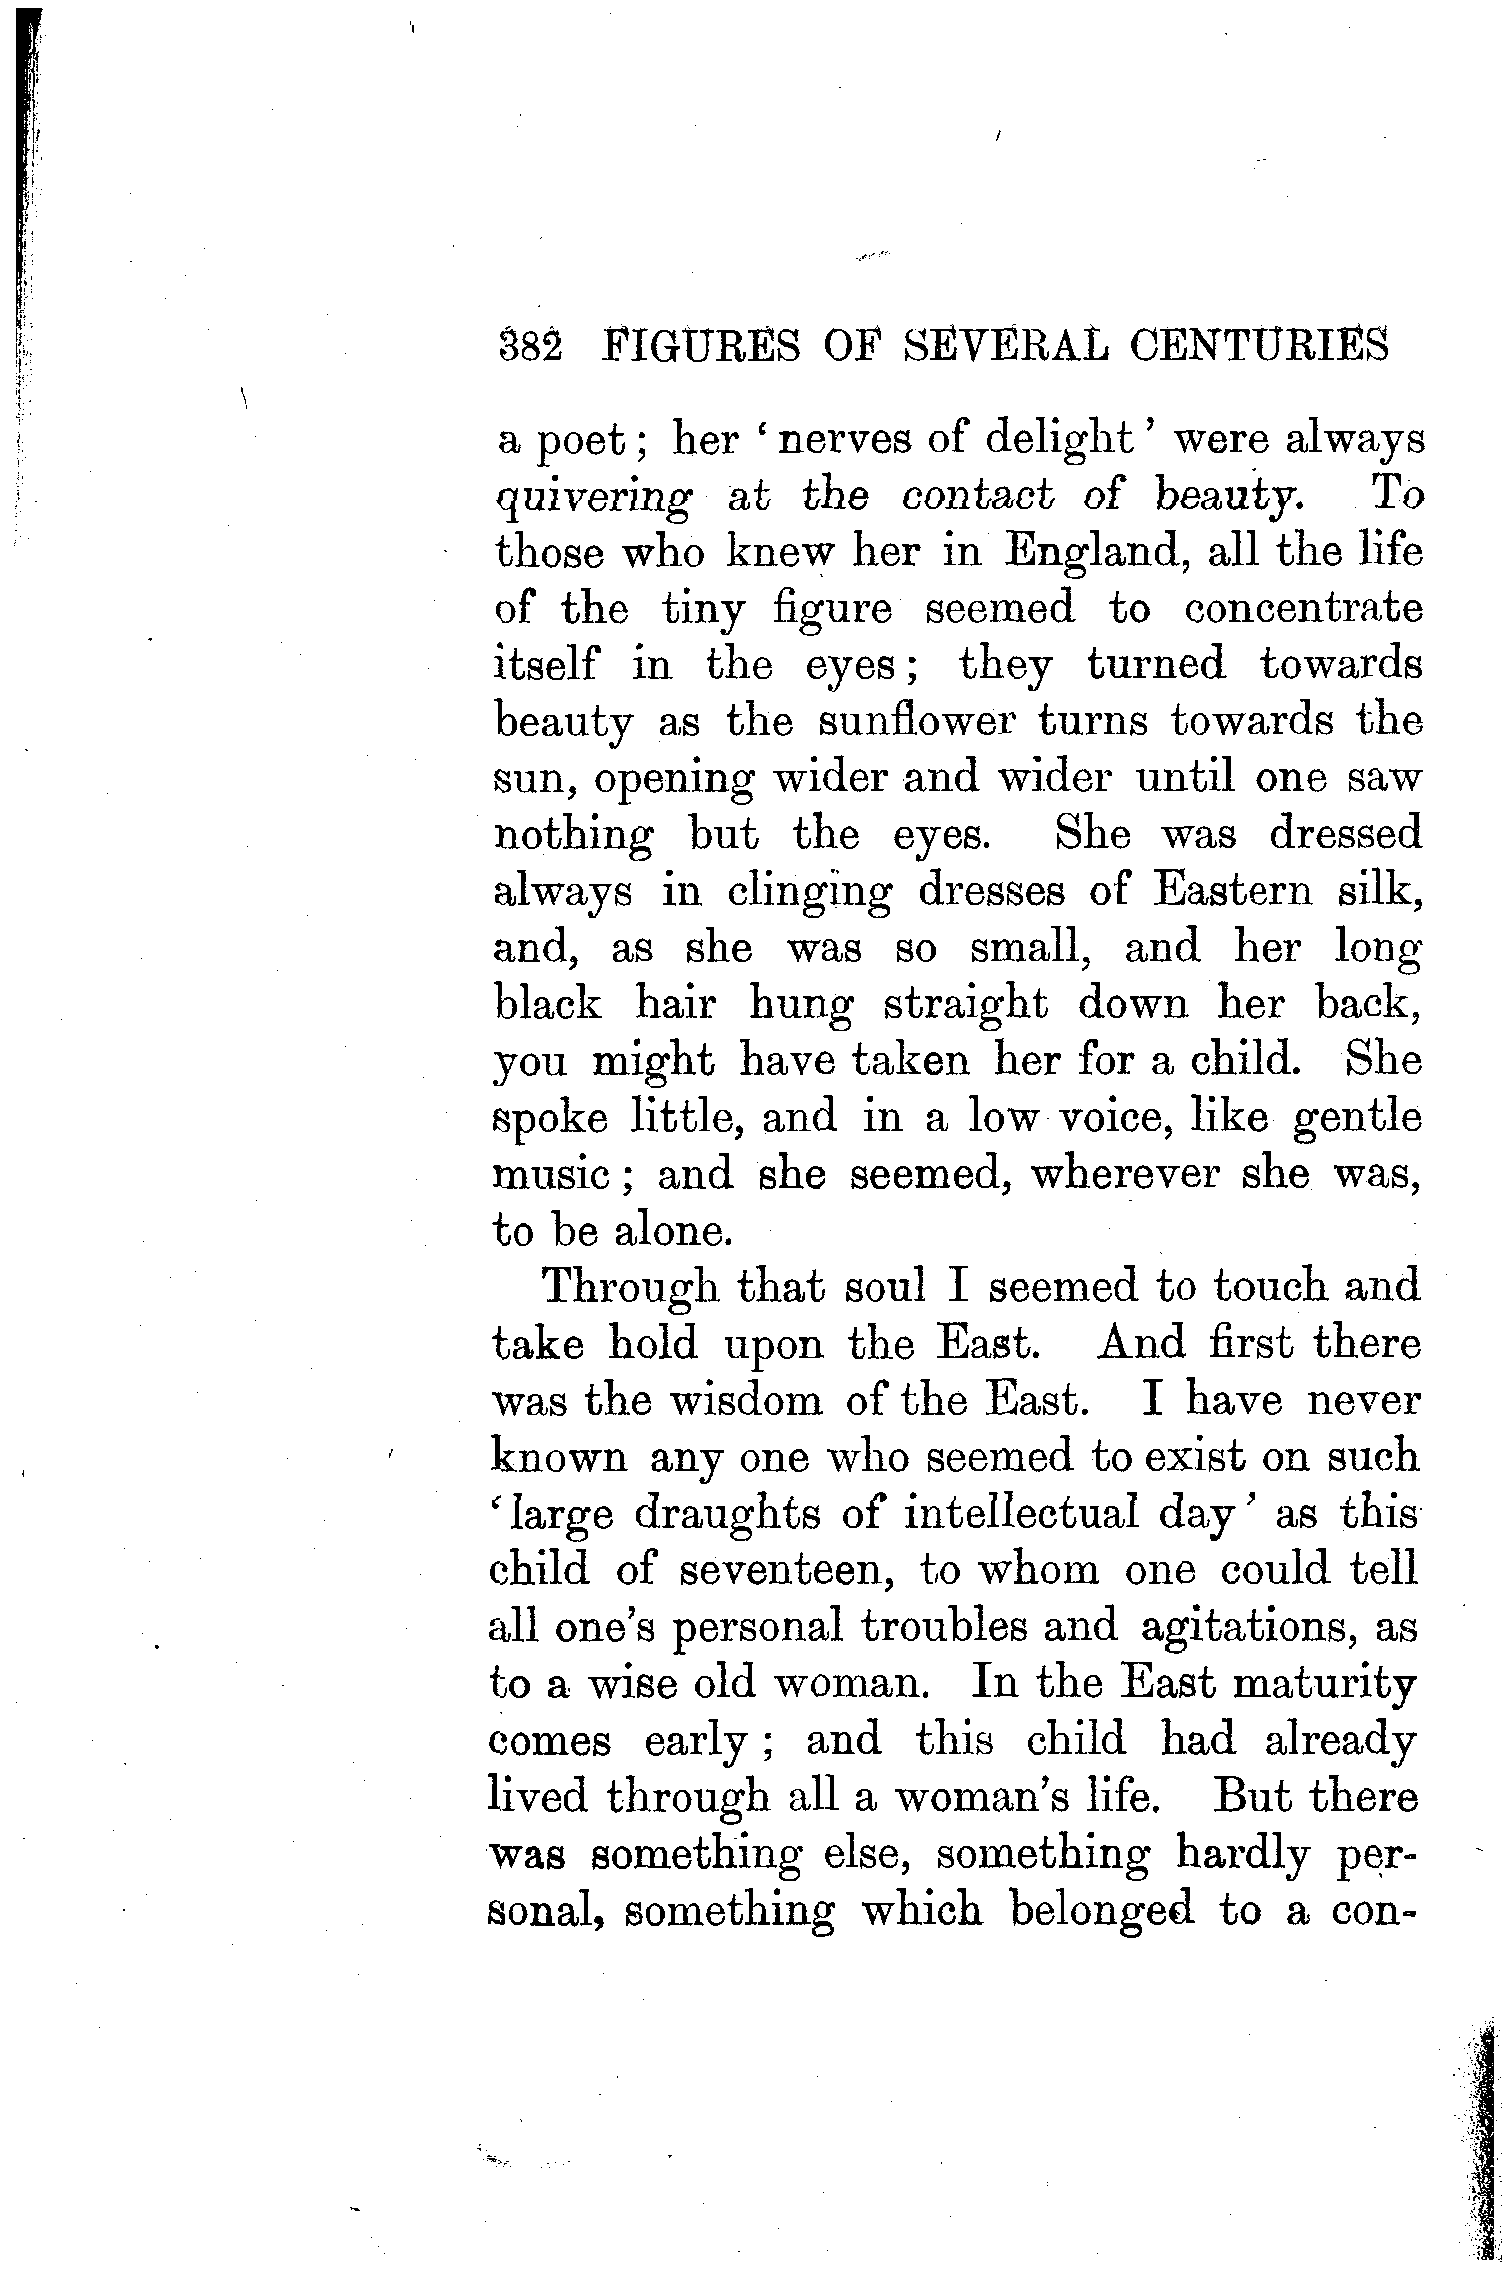 382 FIGURES OF SEVERAL CENTURIES
a poet; her ‘nerves of delight’ were always
quivering at the contact of beauty. To
those who knew her in England, all the life
of the tiny figure seemed to concentrate
itself in the eyes; they turned towards
beauty as the sunflower turns towards the
sun, opening wider and wider until one saw
nothing but the eyes. She was dressed
always in clinging dresses of Eastern silk,
and, as she was so small, and her long
black hair hung straight down her back,
you might have taken her for a child. She
spoke little, and in a low voice, like gentle
music; and she seemed, wherever she was,
to be alone.
Through that soul I seemed to touch and
take hold upon the East. And first there
was the wisdom of the East. I have never
known any one who seemed to exist on such
‘large draughts of intellectual day’ as this
child of seventeen, to whom one could tell
all one's personal troubles and agitations, as
to a wise old woman. In the East maturity
comes early; and this child had already
lived through all a woman's life. But there
was something else, something hardly per-
sonal, something which belonged to a con-